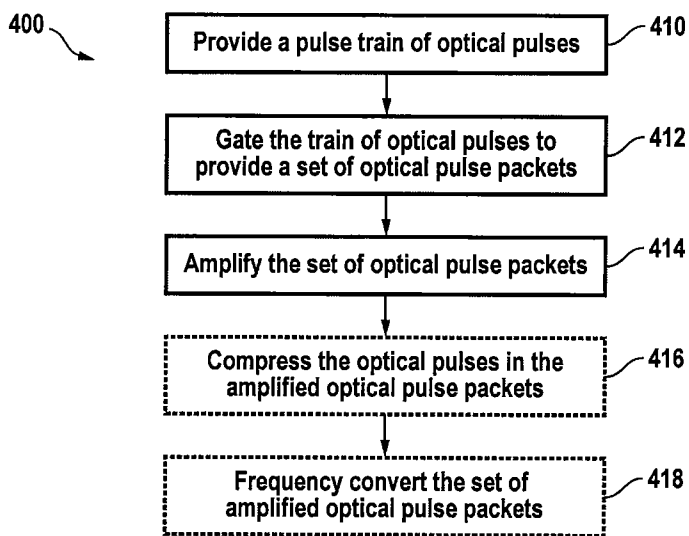 400
Provide a pulse train of optical pulses
410
Gate the train of optical pulses to
provide a set of optical pulse packets
412
Amplify the set of optical pulse packets
414
Compress the optical pulses in the
amplified optical pulse packets
416
Frequency convert the set of
amplified optical pulse packets
418